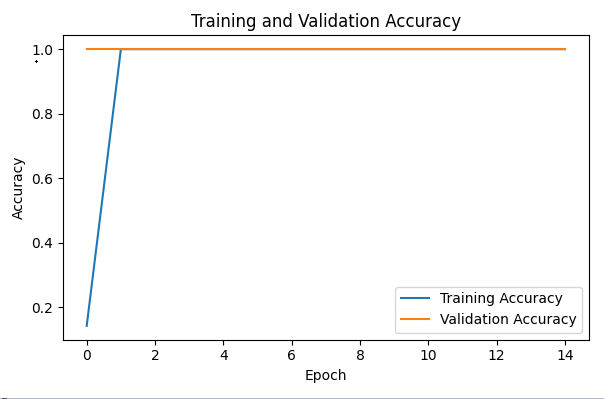 Training and Validation Accuracy
1.0
0.8
0.6
0.4
0.2
Accuracy
Training Accuracy
Validation Accuracy
0 2 4 6 8 10 12 14
Epoch